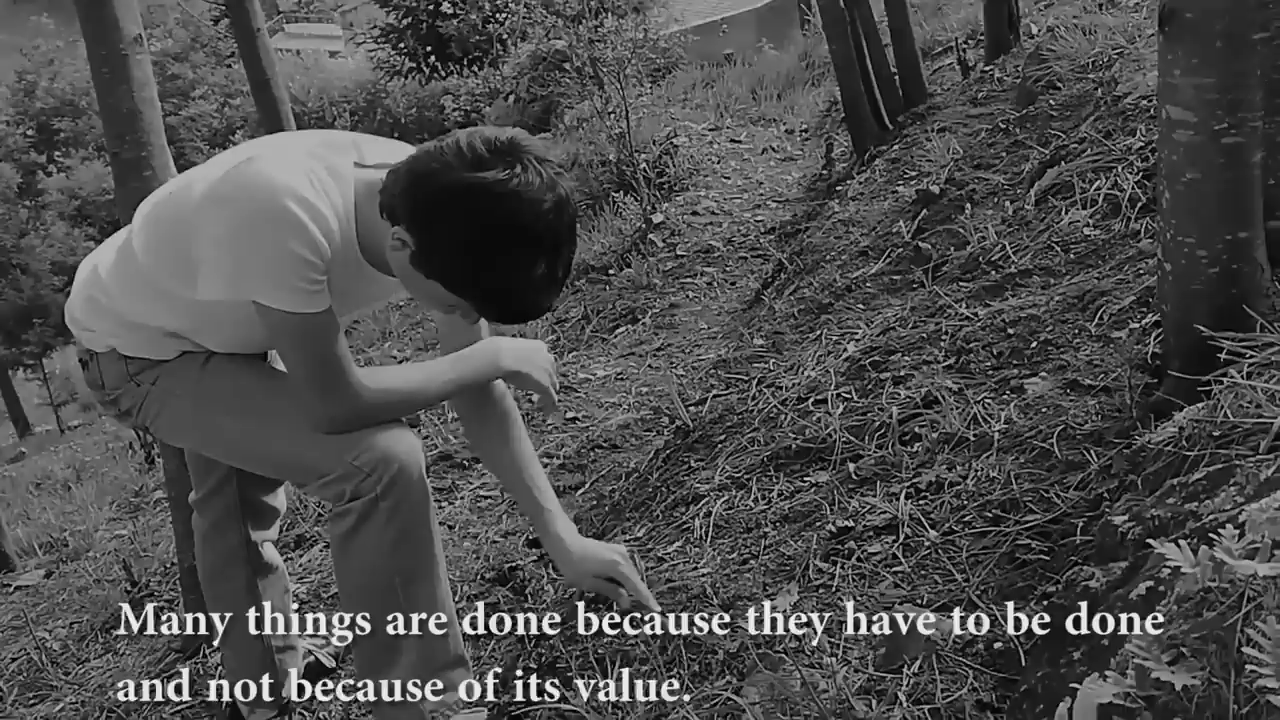 Many things are done because they have to be done
and not because of its value.